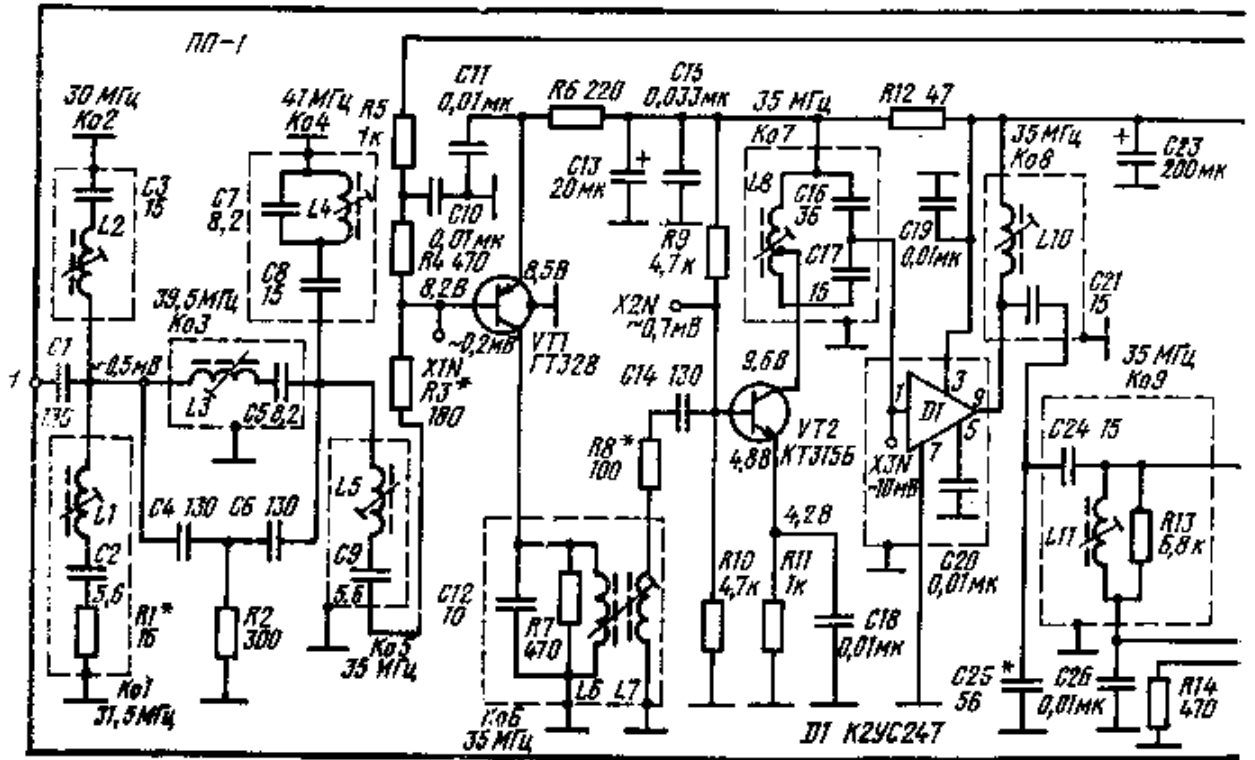 ПП-1
30 МГц
Ко2
41 МГц
Ко4
R5
1к
C11
0,01мк
R6 220
C15
0,033мк
35 МГц
Ко7
R12 47
35 МГц
Ко8
C23
200мк
C3
15
L2
C7
8,2
L4
C10
0,01мк
C13
20мк
L8
C16
36
C19
0,01мк
L10
R4 470
R9
4,7к
C17
15
C21
15
C8
15
8,2В
8,5В
X2N
~0,7мВ
39,5МГц
Ко3
C1
~0,5мВ
X1N
~0,2мВ
VT1
ГТ328
35 МГц
Ко9
1
L3
C5 8,2
R3*
180
C14 130
9,6В
1
3
D1
9
5
7
C24 15
R8*
100
4,8В
VT2
КТ315Б
X3N
~10мВ
L1
C4 130
C6 130
L5
L11
R13
6,8к
C2
5,6
C9
5,6
4,2В
C20
0,01мк
R1*
16
R2
300
C12
10
R7
470
R10
4,7к
R11
1к
C18
0,01мк
Ко5
35 МГц
L6
L7
C25*
56
C26
0,01мк
R14
470
Ко1
31,5МГц
Ко6
35МГц
D1 К2УС247